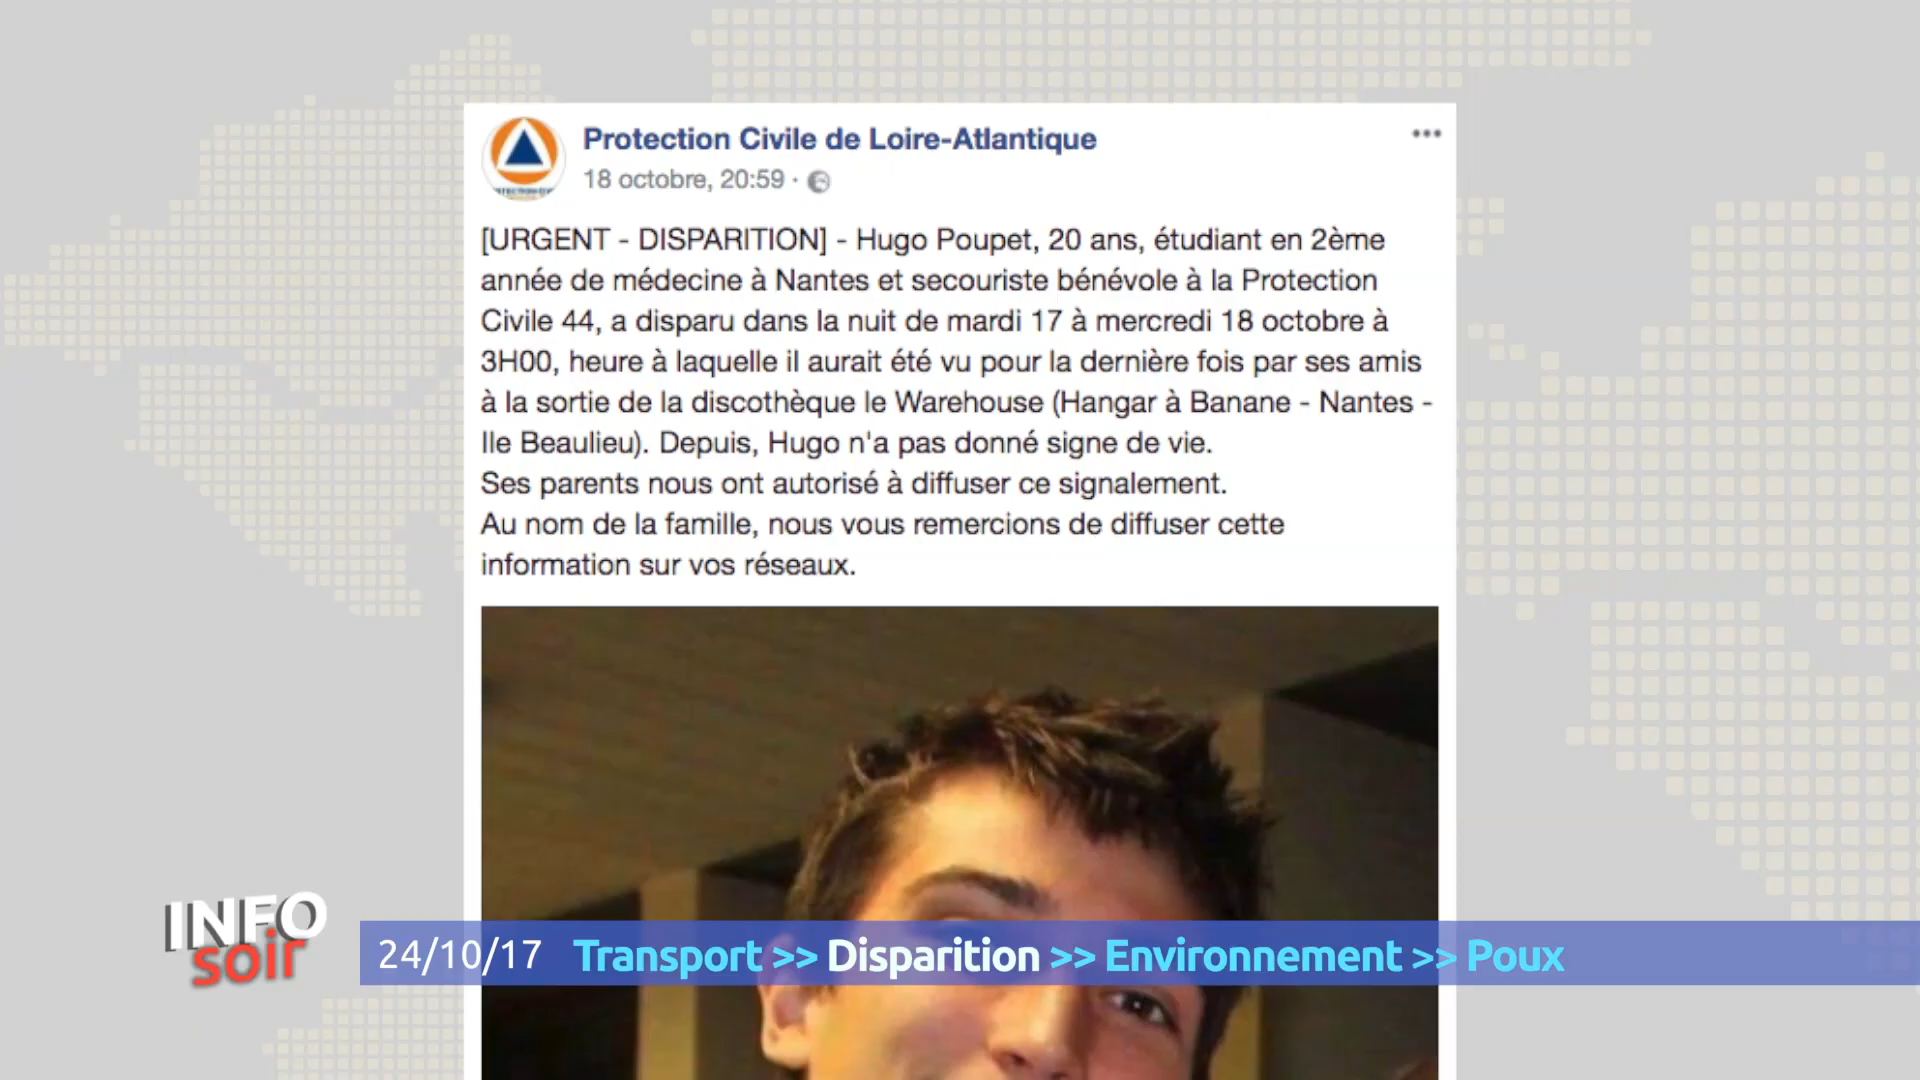 Protection Civile de Loire-Atlantique
18 octobre, 20:59 ·
[URGENT - DISPARITION] - Hugo Poupet, 20 ans, étudiant en 2ème
année de médecine à Nantes et secouriste bénévole à la Protection
Civile 44, a disparu dans la nuit de mardi 17 à mercredi 18 octobre à
3H00, heure à laquelle il aurait été vu pour la dernière fois par ses amis
à la sortie de la discothèque le Warehouse (Hangar à Banane - Nantes -
Ile Beaulieu). Depuis, Hugo n'a pas donné signe de vie.
Ses parents nous ont autorisé à diffuser ce signalement.
Au nom de la famille, nous vous remercions de diffuser cette
information sur vos réseaux.
INFO
soir
24/10/17 Transport >> Disparition >> Environnement >> Poux